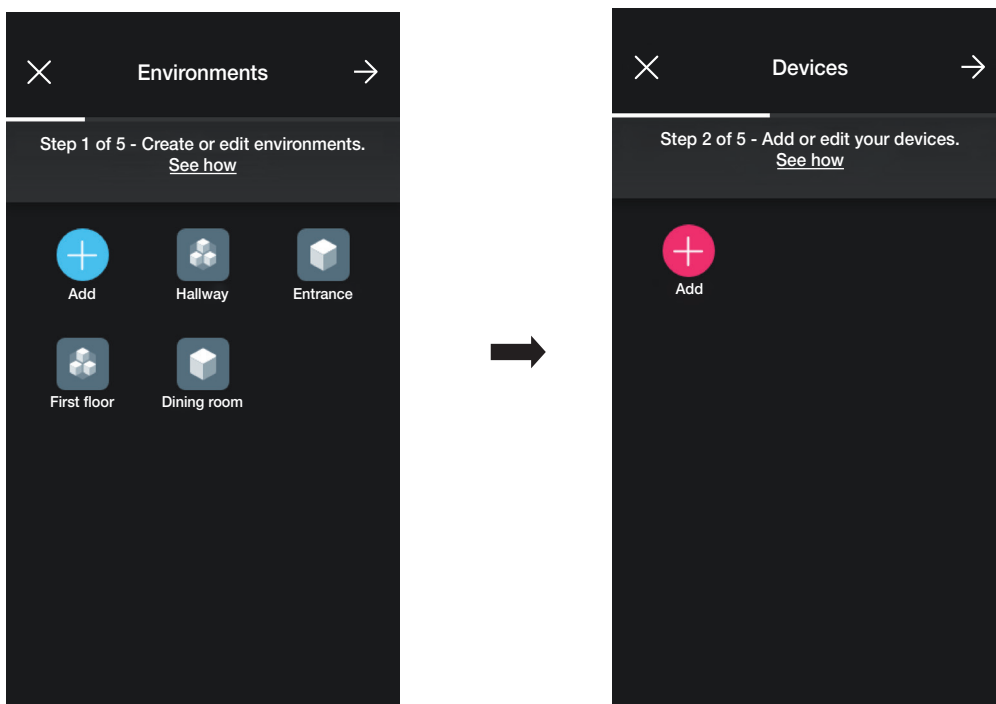 Environments
Step 1 of 5 - Create or edit environments.
See how
Add
Hallway
Entrance
First floor
Dining room
Devices
Step 2 of 5 - Add or edit your devices.
See how
Add